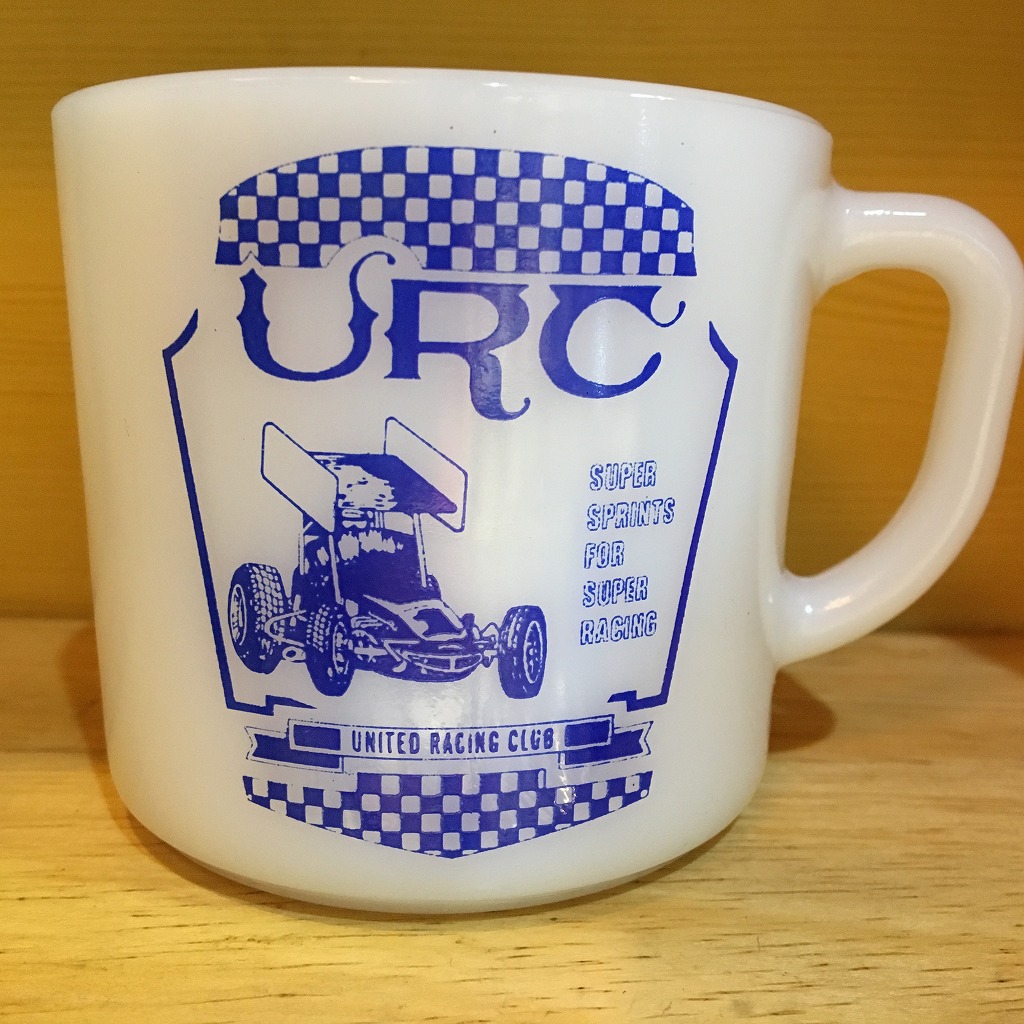 URC
SUPER
SPRINTS
FOR
SUPER
RACING
UNITED RACING CLUB